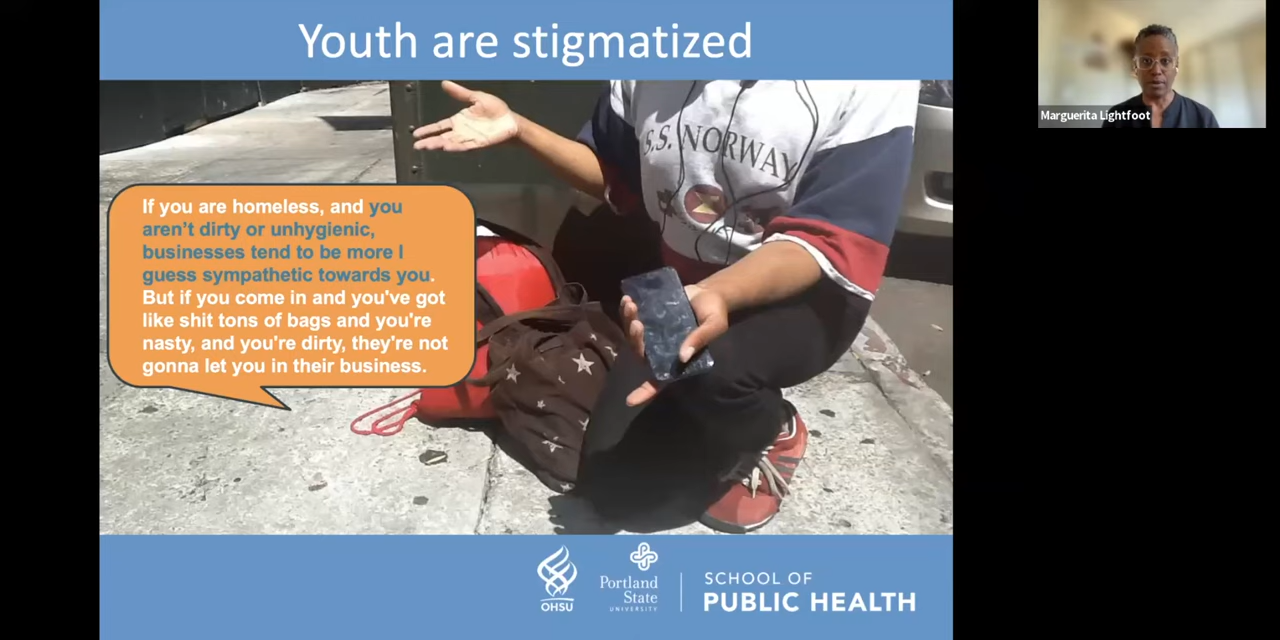 Youth are stigmatized
Marguerita Lightfoot
S.S. NORWAY
If you are homeless, and you
aren't dirty or unhygienic,
businesses tend to be more I
guess sympathetic towards you.
But if you come in and you've got
like shit tons of bags and you're
nasty, and you're dirty, they're not
gonna let you in their business.
OHSU
Portland
State
UNIVERSITY
SCHOOL OF
PUBLIC HEALTH